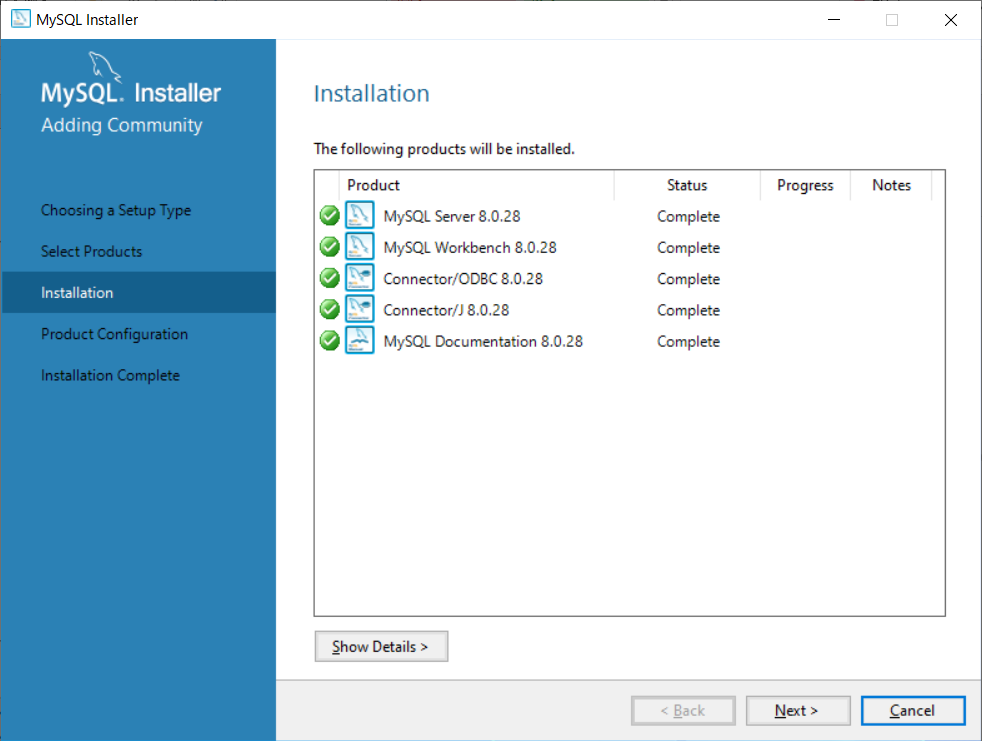 MySQL Installer
MySQL. Installer
Adding Community
Choosing a Setup Type
Select Products
Installation
Product Configuration
Installation Complete
Installation
The following products will be installed.
Product Status Progress Notes
MySQL Server 8.0.28 Complete
MySQL Workbench 8.0.28 Complete
Connector/ODBC 8.0.28 Complete
Connector/J 8.0.28 Complete
MySQL Documentation 8.0.28 Complete
Show Details >
< Back Next > Cancel